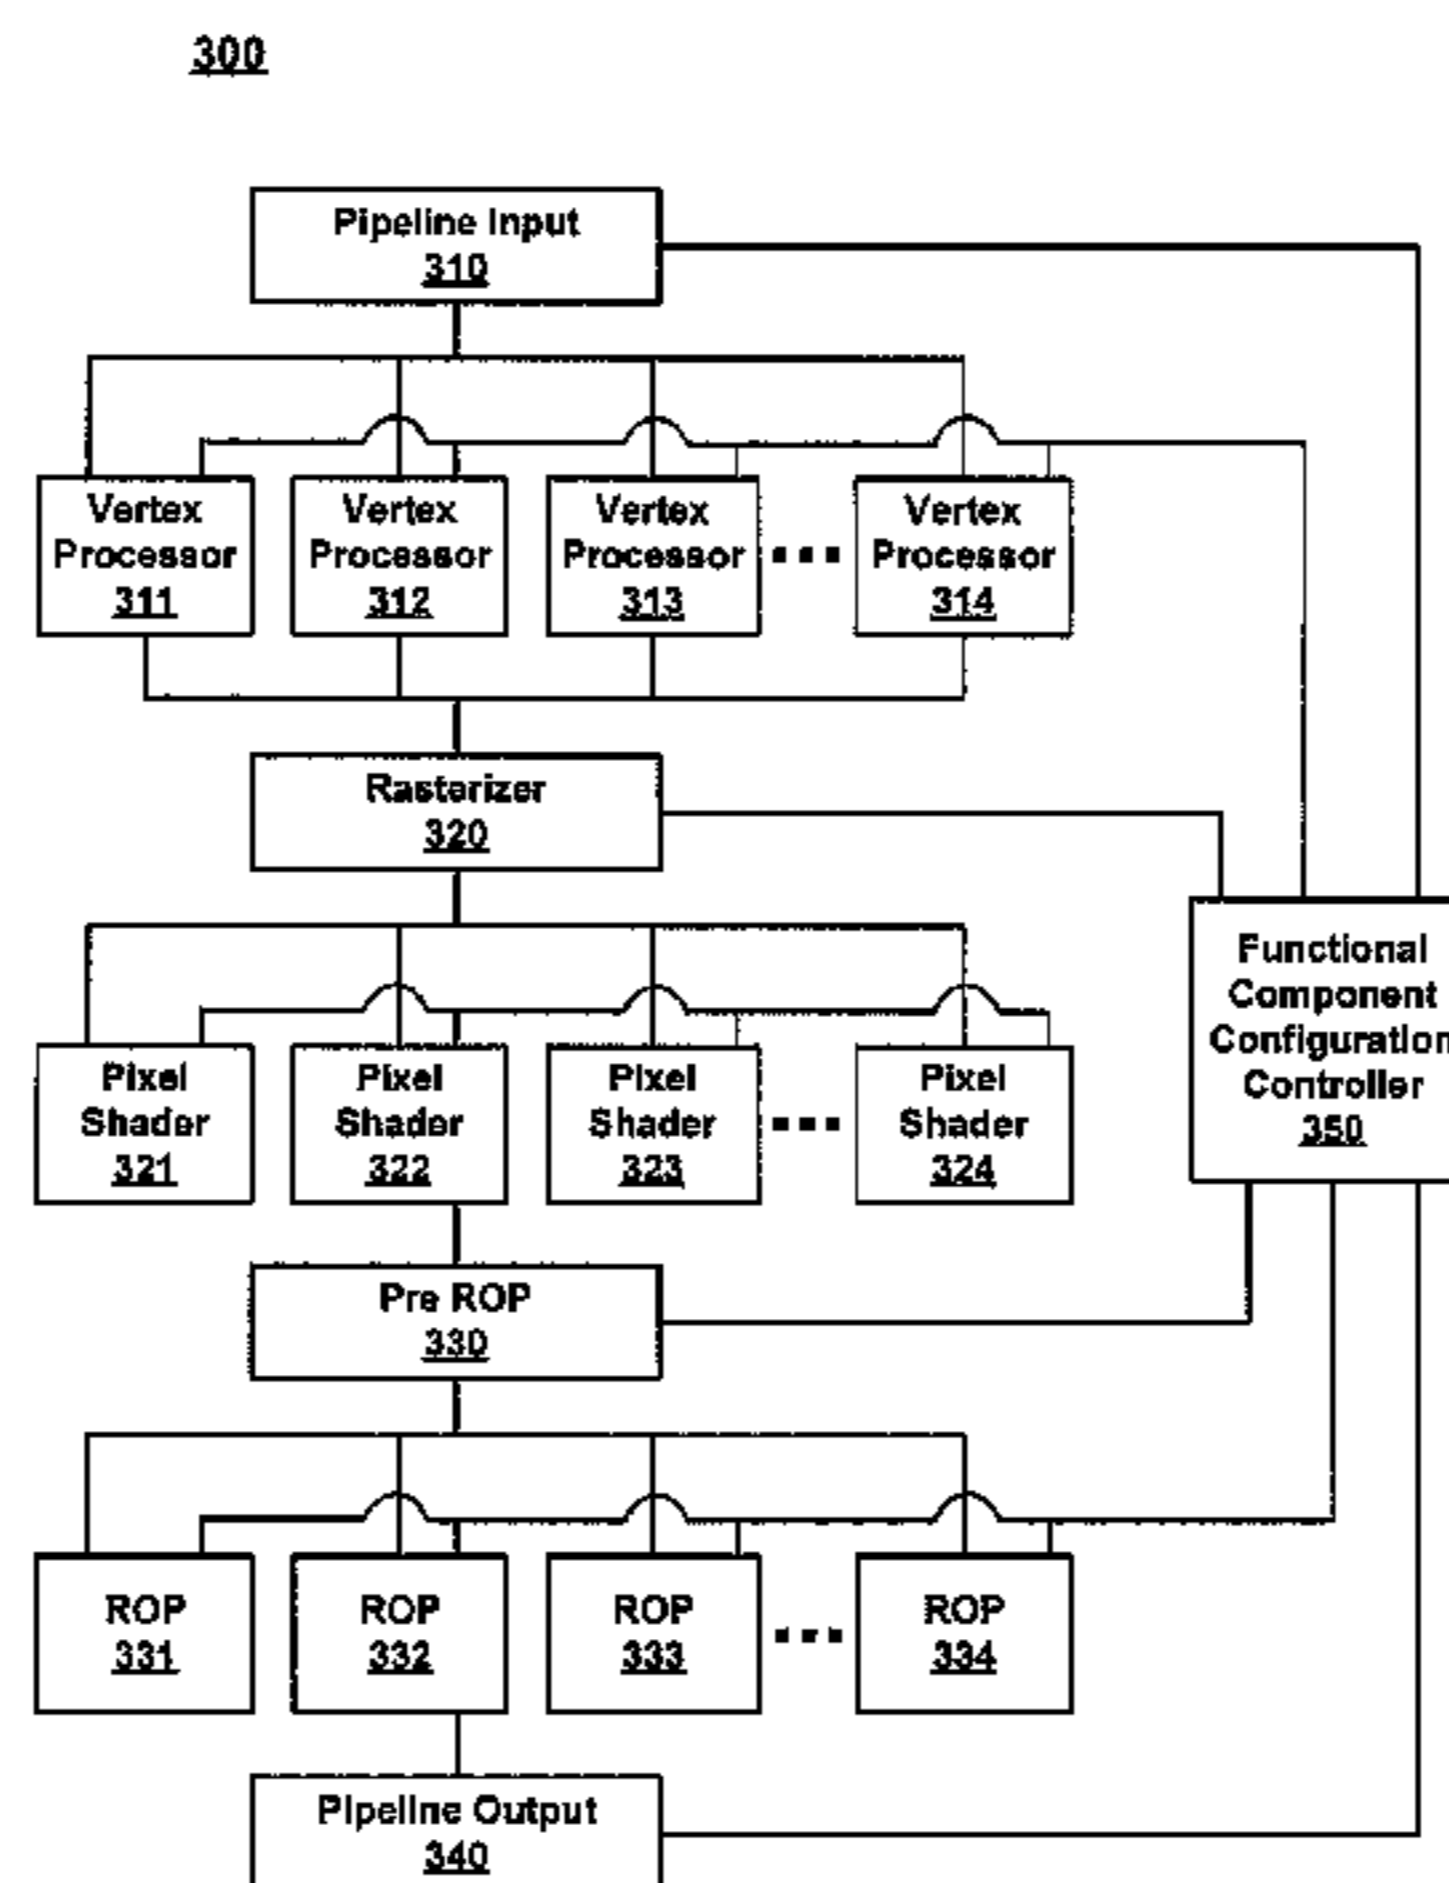 300
Pipeline Input
310
Vertex
Processor
311
Vertex
Processor
312
Vertex
Processor
313
...
Vertex
Processor
314
Rasterizer
320
Functional
Component
Configuration
Controller
350
Pixel
Shader
321
Pixel
Shader
322
Pixel
Shader
323
...
Pixel
Shader
324
Pre ROP
330
ROP
331
ROP
332
ROP
333
...
ROP
334
Pipeline Output
340